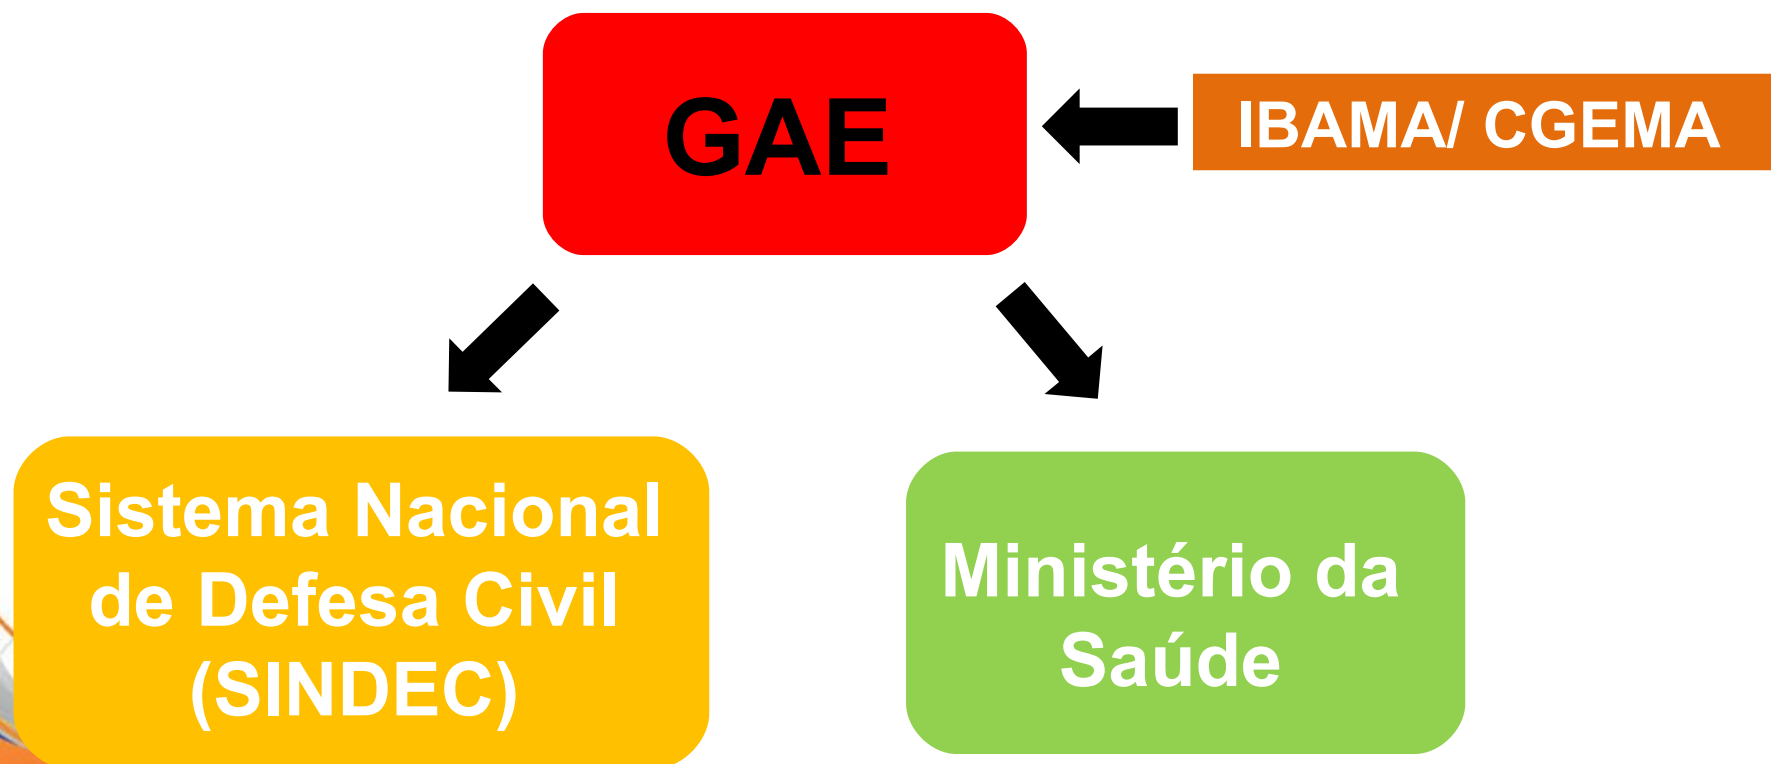 GAE
IBAMA/ CGEMA
Sistema Nacional
de Defesa Civil
(SINDEC)
Ministério da
Saúde